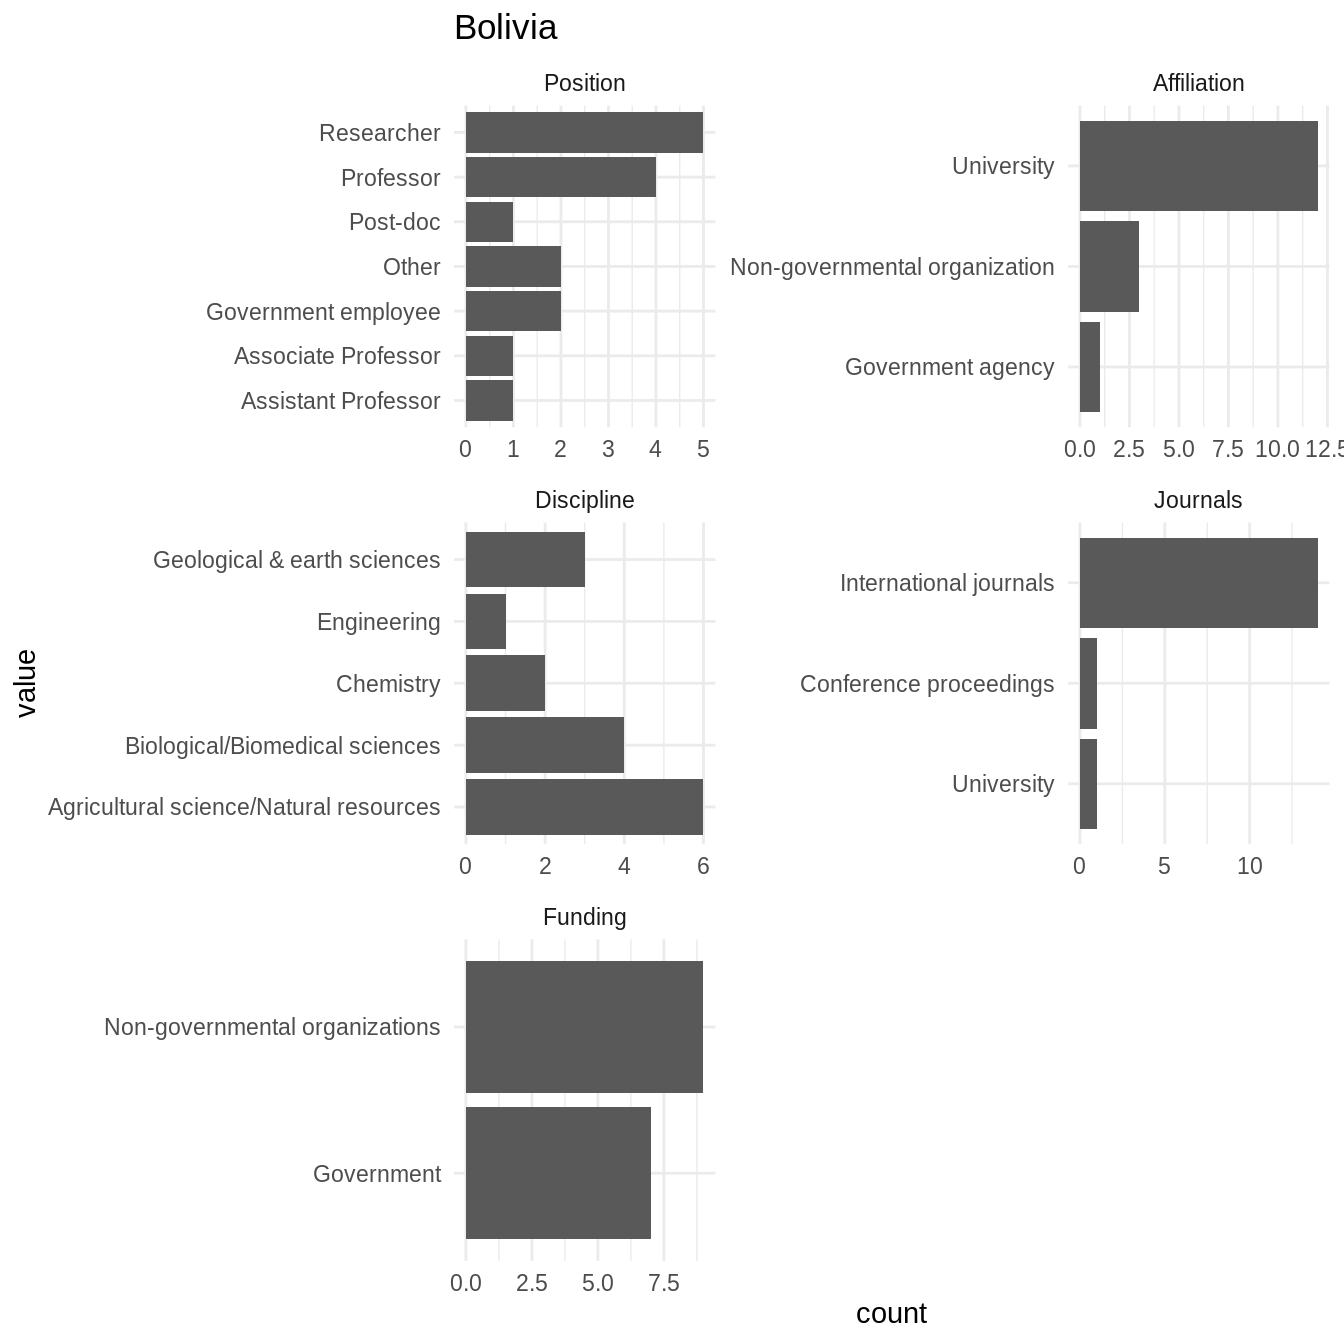 Bolivia
Position
Researcher
Professor
Post-doc
Other
Government employee
Associate Professor
Assistant Professor
0 1 2 3 4 5
Affiliation
University
Non-governmental organization
Government agency
0.0 2.5 5.0 7.5 10.0 12.5
Discipline
Geological & earth sciences
Engineering
Chemistry
Biological/Biomedical sciences
Agricultural science/Natural resources
0 2 4 6
Journals
International journals
Conference proceedings
University
0 5 10
Funding
Non-governmental organizations
Government
0.0 2.5 5.0 7.5
value
count